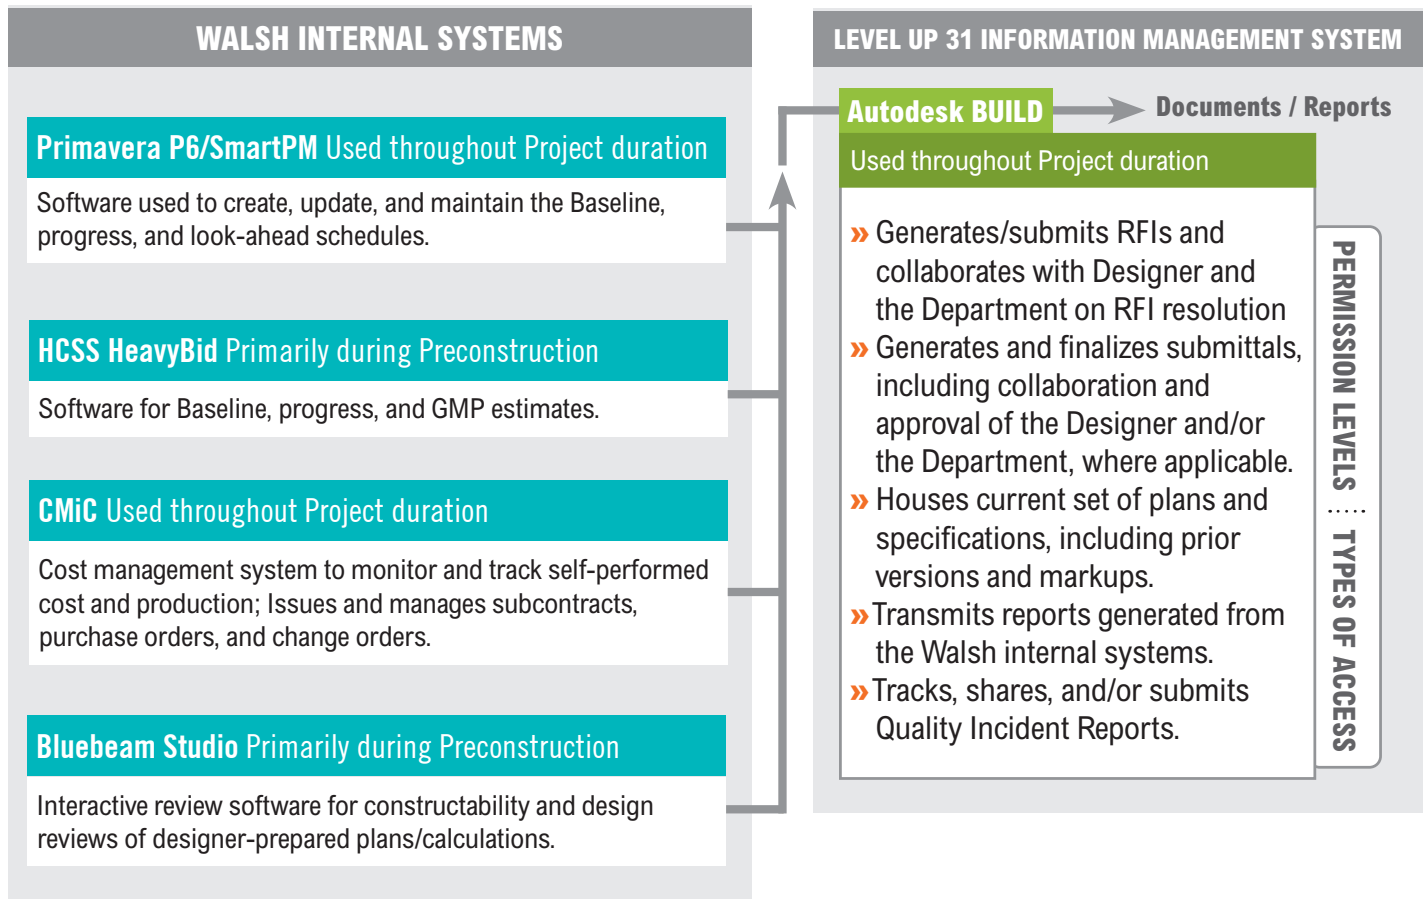 WALSH INTERNAL SYSTEMS
Primavera P6/SmartPM Used throughout Project duration
Software used to create, update, and maintain the Baseline,
progress, and look-ahead schedules.
HCSS HeavyBid Primarily during Preconstruction
Software for Baseline, progress, and GMP estimates.
CMiC Used throughout Project duration
Cost management system to monitor and track self-performed
cost and production; Issues and manages subcontracts,
purchase orders, and change orders.
Bluebeam Studio Primarily during Preconstruction
Interactive review software for constructability and design
reviews of designer-prepared plans/calculations.
LEVEL UP 31 INFORMATION MANAGEMENT SYSTEM
Autodesk BUILD
Documents / Reports
Used throughout Project duration
» Generates/submits RFIs and
collaborates with Designer and
the Department on RFI resolution
» Generates and finalizes submittals,
including collaboration and
approval of the Designer and/or
the Department, where applicable.
» Houses current set of plans and
specifications, including prior
versions and markups.
» Transmits reports generated from
the Walsh internal systems.
» Tracks, shares, and/or submits
Quality Incident Reports.
PERMISSION LEVELS ..... TYPES OF ACCESS